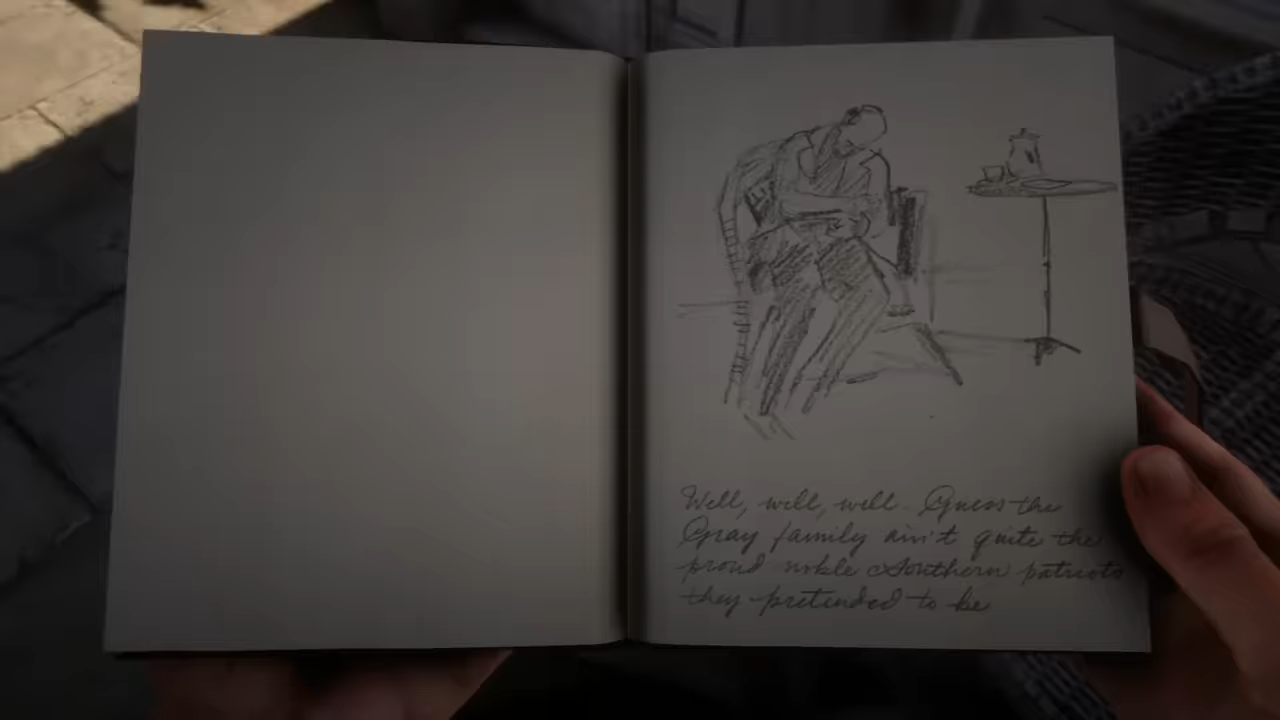 Well, well, well. Guess the
Gray family ain't quite the
proud noble Southern patriots
they pretended to be